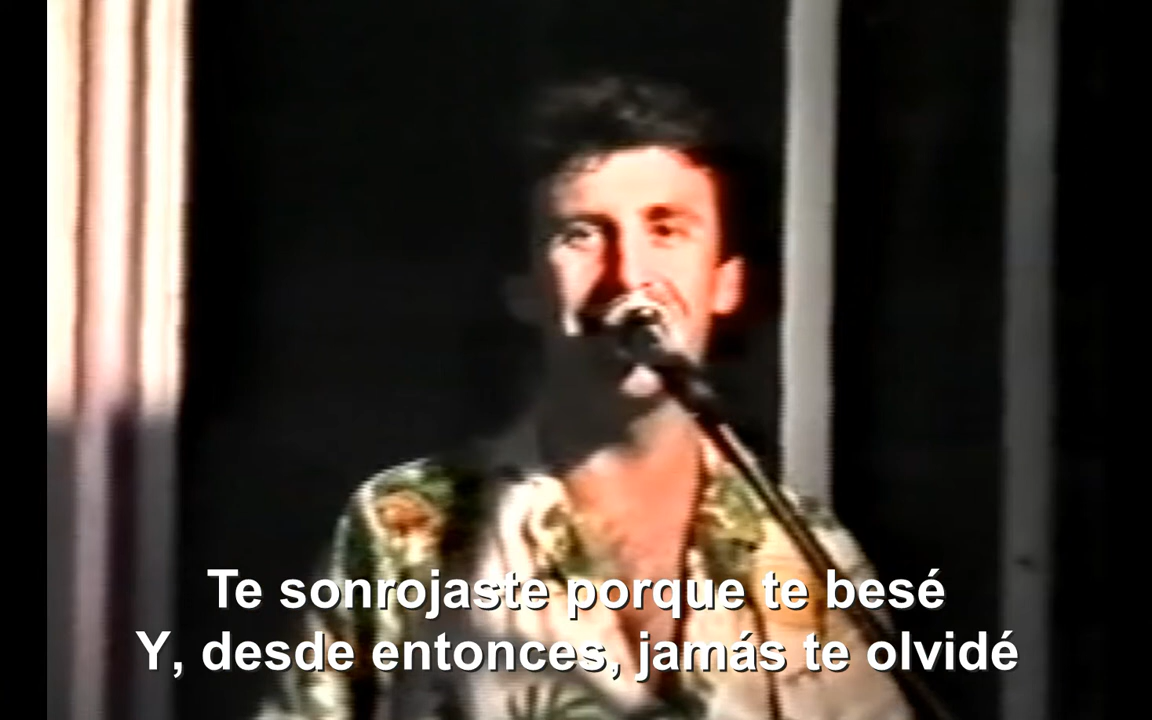 Te sonrojaste porque te besé
Y, desde entonces, jamás te olvidé